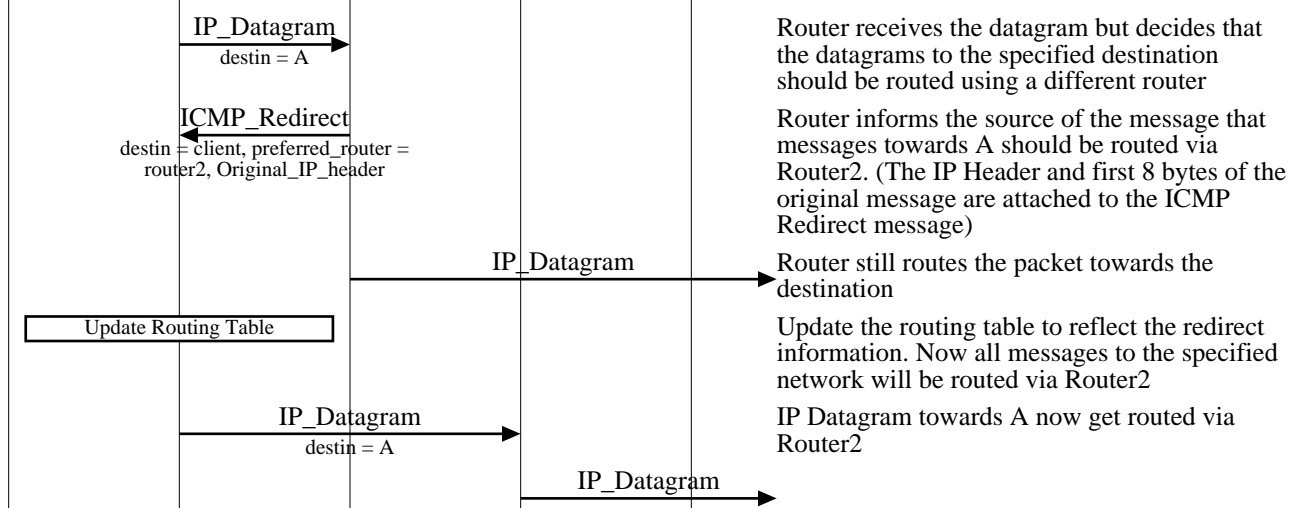 IP_Datagram
destin = A
Router receives the datagram but decides that
the datagrams to the specified destination
should be routed using a different router
ICMP_Redirect
destin = client, preferred_router =
router2, Original_IP_header
Router informs the source of the message that
messages towards A should be routed via
Router2. (The IP Header and first 8 bytes of the
original message are attached to the ICMP
Redirect message)
IP_Datagram
Router still routes the packet towards the
destination
Update Routing Table
Update the routing table to reflect the redirect
information. Now all messages to the specified
network will be routed via Router2
IP_Datagram
destin = A
IP Datagram towards A now get routed via
Router2
IP_Datagram